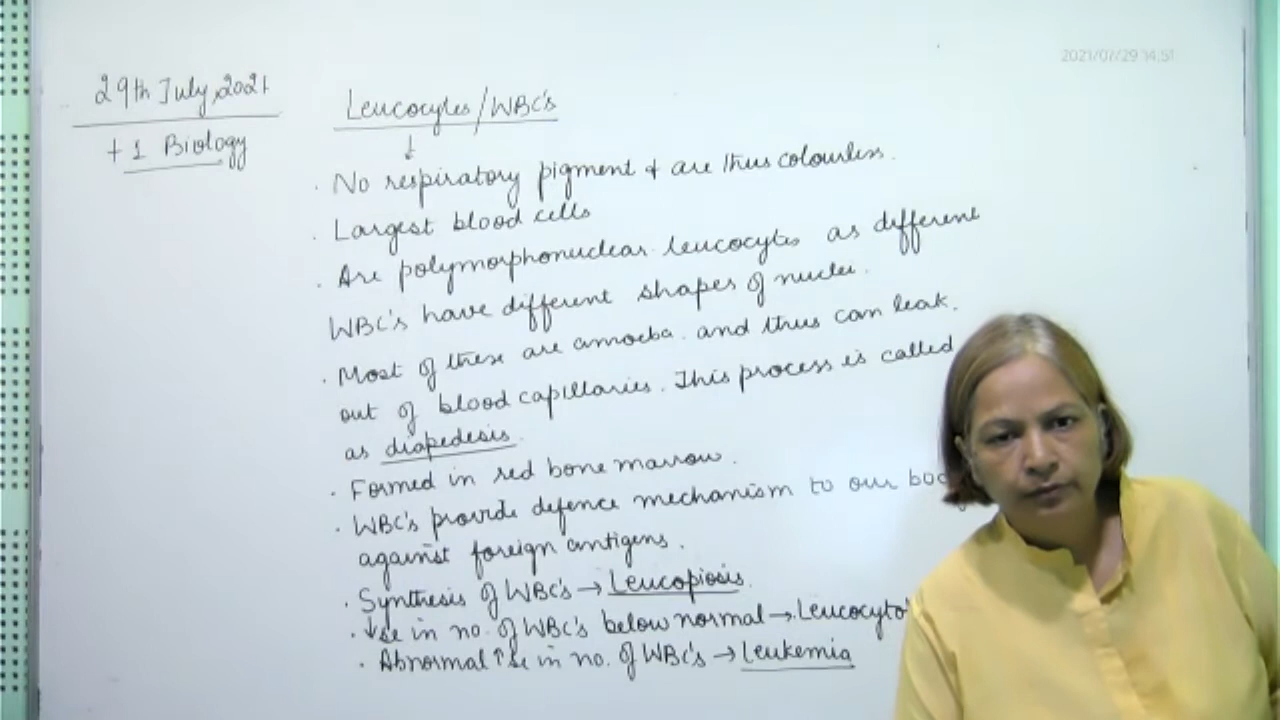 2021/07/29 14:51
29th July, 2021
+1 Biology
Leucocytes/WBC's
↓
. No respiratory pigment & are thus colourless.
. Largest blood cells
. Are polymorphonuclear leucocytes as different
WBC's have different shapes of nuclei.
. Most of these are amoeba. and thus can leak.
out of blood capillaries. This process is called
as diapedesis.
. Formed in red bone marrow.
. WBC's provide defence mechanism to our bod
against foreign antigens.
. Synthesis of WBC's → Leucopiosis.
. ↓se in no. of WBC's below normal → Leucocyto
. Abnormal ↑se in no. of WBC's → Leukemia